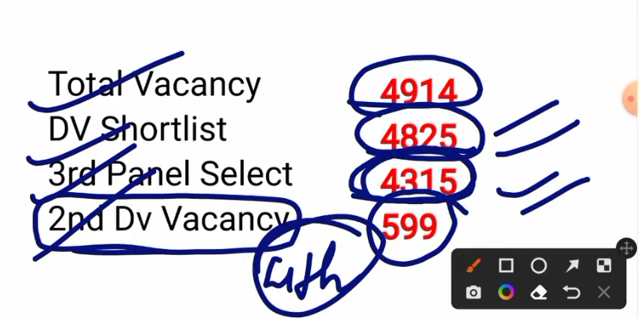 Total Vacancy 4914
DV Shortlist 4825
3rd Panel Select 4315
2nd Dv Vacancy 599